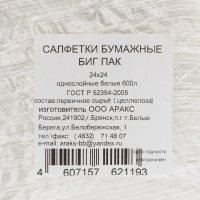 САЛФЕТКИ БУМАЖНЫЕ
БИГ ПАК
24х24
однослойные белые 600л
ГОСТ Р 52354-2005
состав:первичное сырьё ( целлюлоза)
изготовитель ООО АРАКС
Россия,241902,г.Брянск,п.г.т.Белые
Берега,ул.Белобережская, 1
тел.\факс: ( 4832) 71 48 07
e-mail: araks-bb@yandex.ru
4 607157 621193